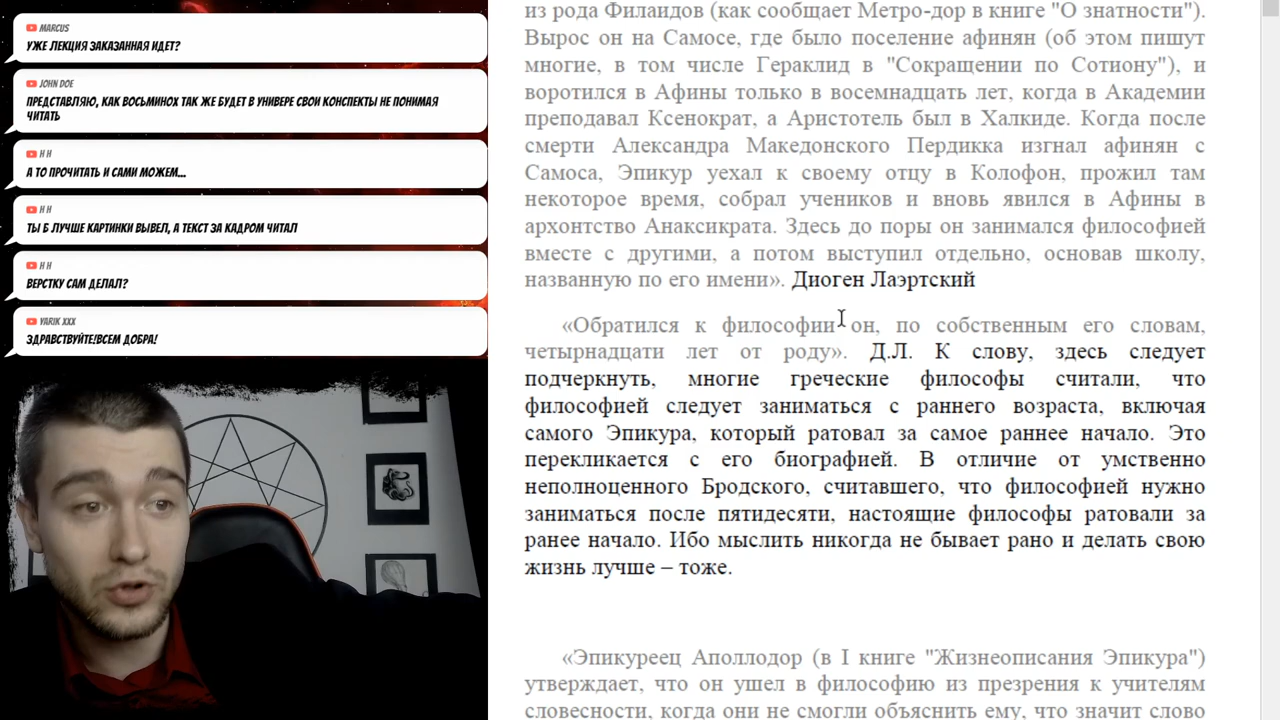 MARCUS
УЖЕ ЛЕКЦИЯ ЗАКАЗАННАЯ ИДЕТ?
JOHN DOE
ПРЕДСТАВЛЯЮ, КАК ВОСЬМИНОХ ТАК ЖЕ БУДЕТ В УНИВЕРЕ СВОИ КОНСПЕКТЫ НЕ ПОНИМАЯ
ЧИТАТЬ
Н Н
А ТО ПРОЧИТАТЬ И САМИ МОЖЕМ...
Н Н
ТЫ Б ЛУЧШЕ КАРТИНКИ ВЫВЕЛ, А ТЕКСТ ЗА КАДРОМ ЧИТАЛ
Н Н
ВЕРСТКУ САМ ДЕЛАЛ?
YARIK XXX
ЗДРАВСТВУЙТЕ!ВСЕМ ДОБРА!
из рода Филаидов (как сообщает Метро-дор в книге "О знатности").
Вырос он на Самосе, где было поселение афинян (об этом пишут
многие, в том числе Гераклид в "Сокращении по Сотиону"), и
воротился в Афины только в восемнадцать лет, когда в Академии
преподавал Ксенократ, а Аристотель был в Халкиде. Когда после
смерти Александра Македонского Пердикка изгнал афинян с
Самоса, Эпикур уехал к своему отцу в Колофон, прожил там
некоторое время, собрал учеников и вновь явился в Афины в
архонтство Анаксикрата. Здесь до поры он занимался философией
вместе с другими, а потом выступил отдельно, основав школу,
названную по его имени». Диоген Лаэртский
«Обратился к философии он, по собственным его словам,
четырнадцати лет от роду». Д.Л. К слову, здесь следует
подчеркнуть, многие греческие философы считали, что
философией следует заниматься с раннего возраста, включая
самого Эпикура, который ратовал за самое раннее начало. Это
перекликается с его биографией. В отличие от умственно
неполноценного Бродского, считавшего, что философией нужно
заниматься после пятидесяти, настоящие философы ратовали за
ранее начало. Ибо мыслить никогда не бывает рано и делать свою
жизнь лучше – тоже.
«Эпикуреец Аполлодор (в I книге "Жизнеописания Эпикура")
утверждает, что он ушел в философию из презрения к учителям
словесности, когда они не смогли объяснить ему, что значит слово